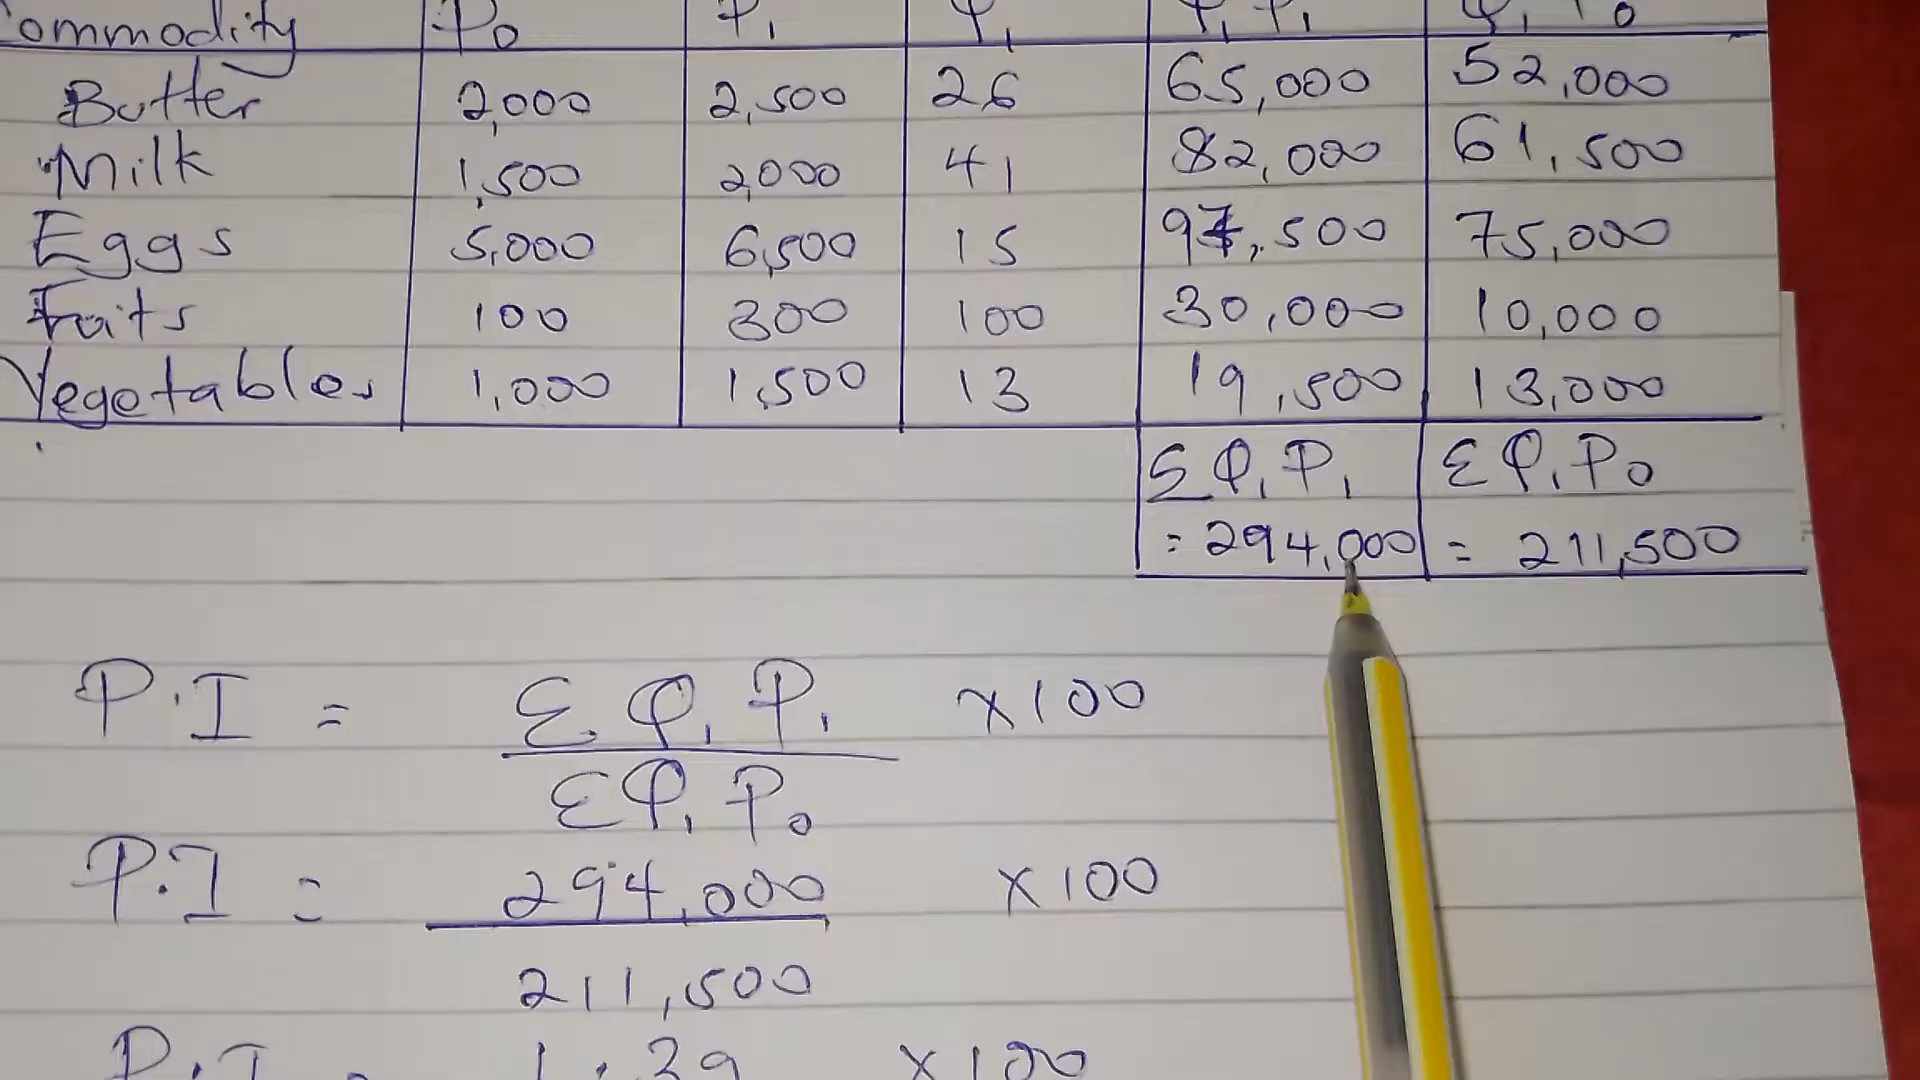 Commodity P0 P1 Q1 Q1P1 Q1P0
Butter 2,000 2,500 26 65,000 52,000
Milk 1,500 2,000 41 82,000 61,500
Eggs 5,000 6,500 15 97,500 75,000
Fruits 100 300 100 30,000 10,000
Vegetables 1,000 1,500 13 19,500 13,000
ΣQ1P1 ΣQ1P0
= 294,000 = 211,500
P.I = ΣQ1P1 x100
ΣQ1P0
P.I = 294,000 x100
211,500
P.I = 1.39 x100